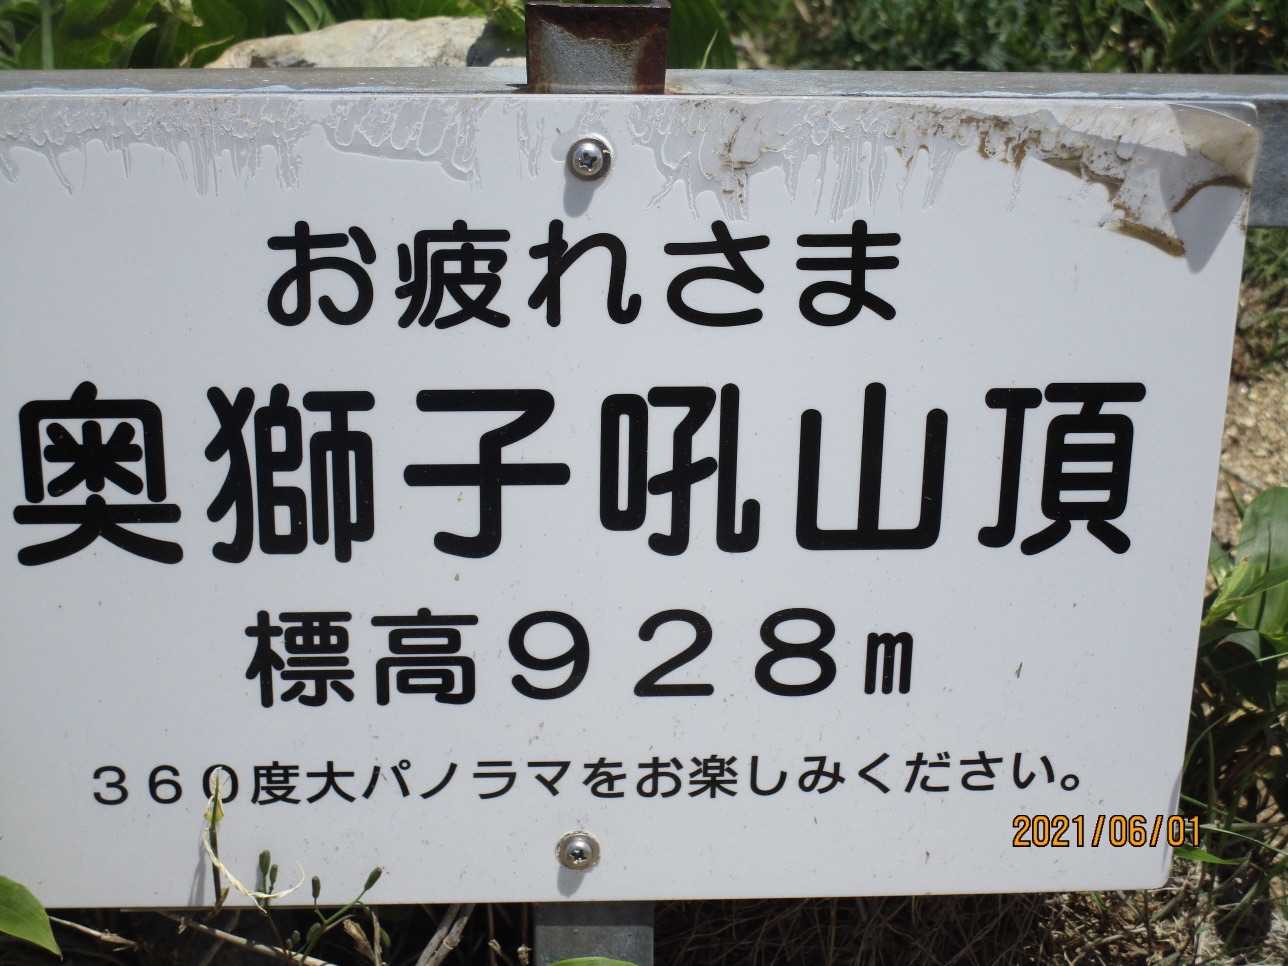 お疲れさま
奥獅子吼山頂
標高９２８ｍ
３６０度大パノラマをお楽しみください。
2021/06/01